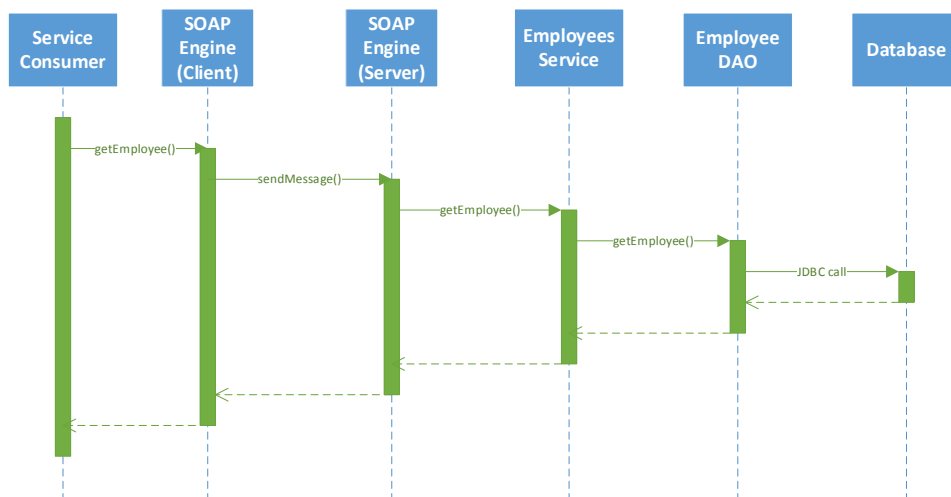 Service
Consumer
SOAP
Engine
(Client)
SOAP
Engine
(Server)
Employees
Service
Employee
DAO
Database
getEmployee()
sendMessage()
getEmployee()
getEmployee()
JDBC call